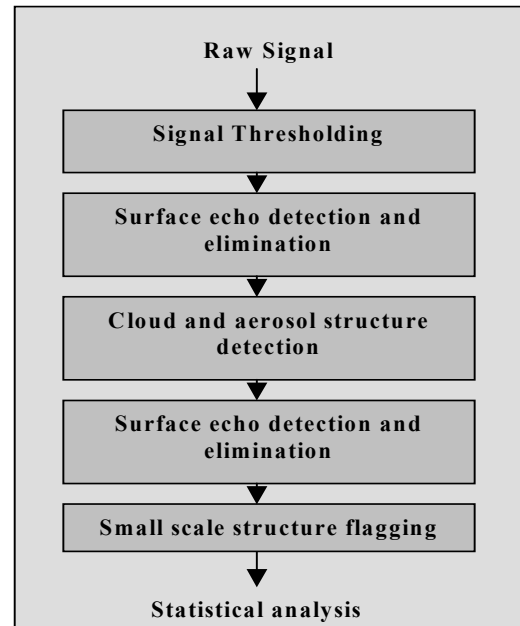 Raw Signal
Signal Thresholding
Surface echo detection and
elimination
Cloud and aerosol structure
detection
Surface echo detection and
elimination
Small scale structure flagging
Statistical analysis